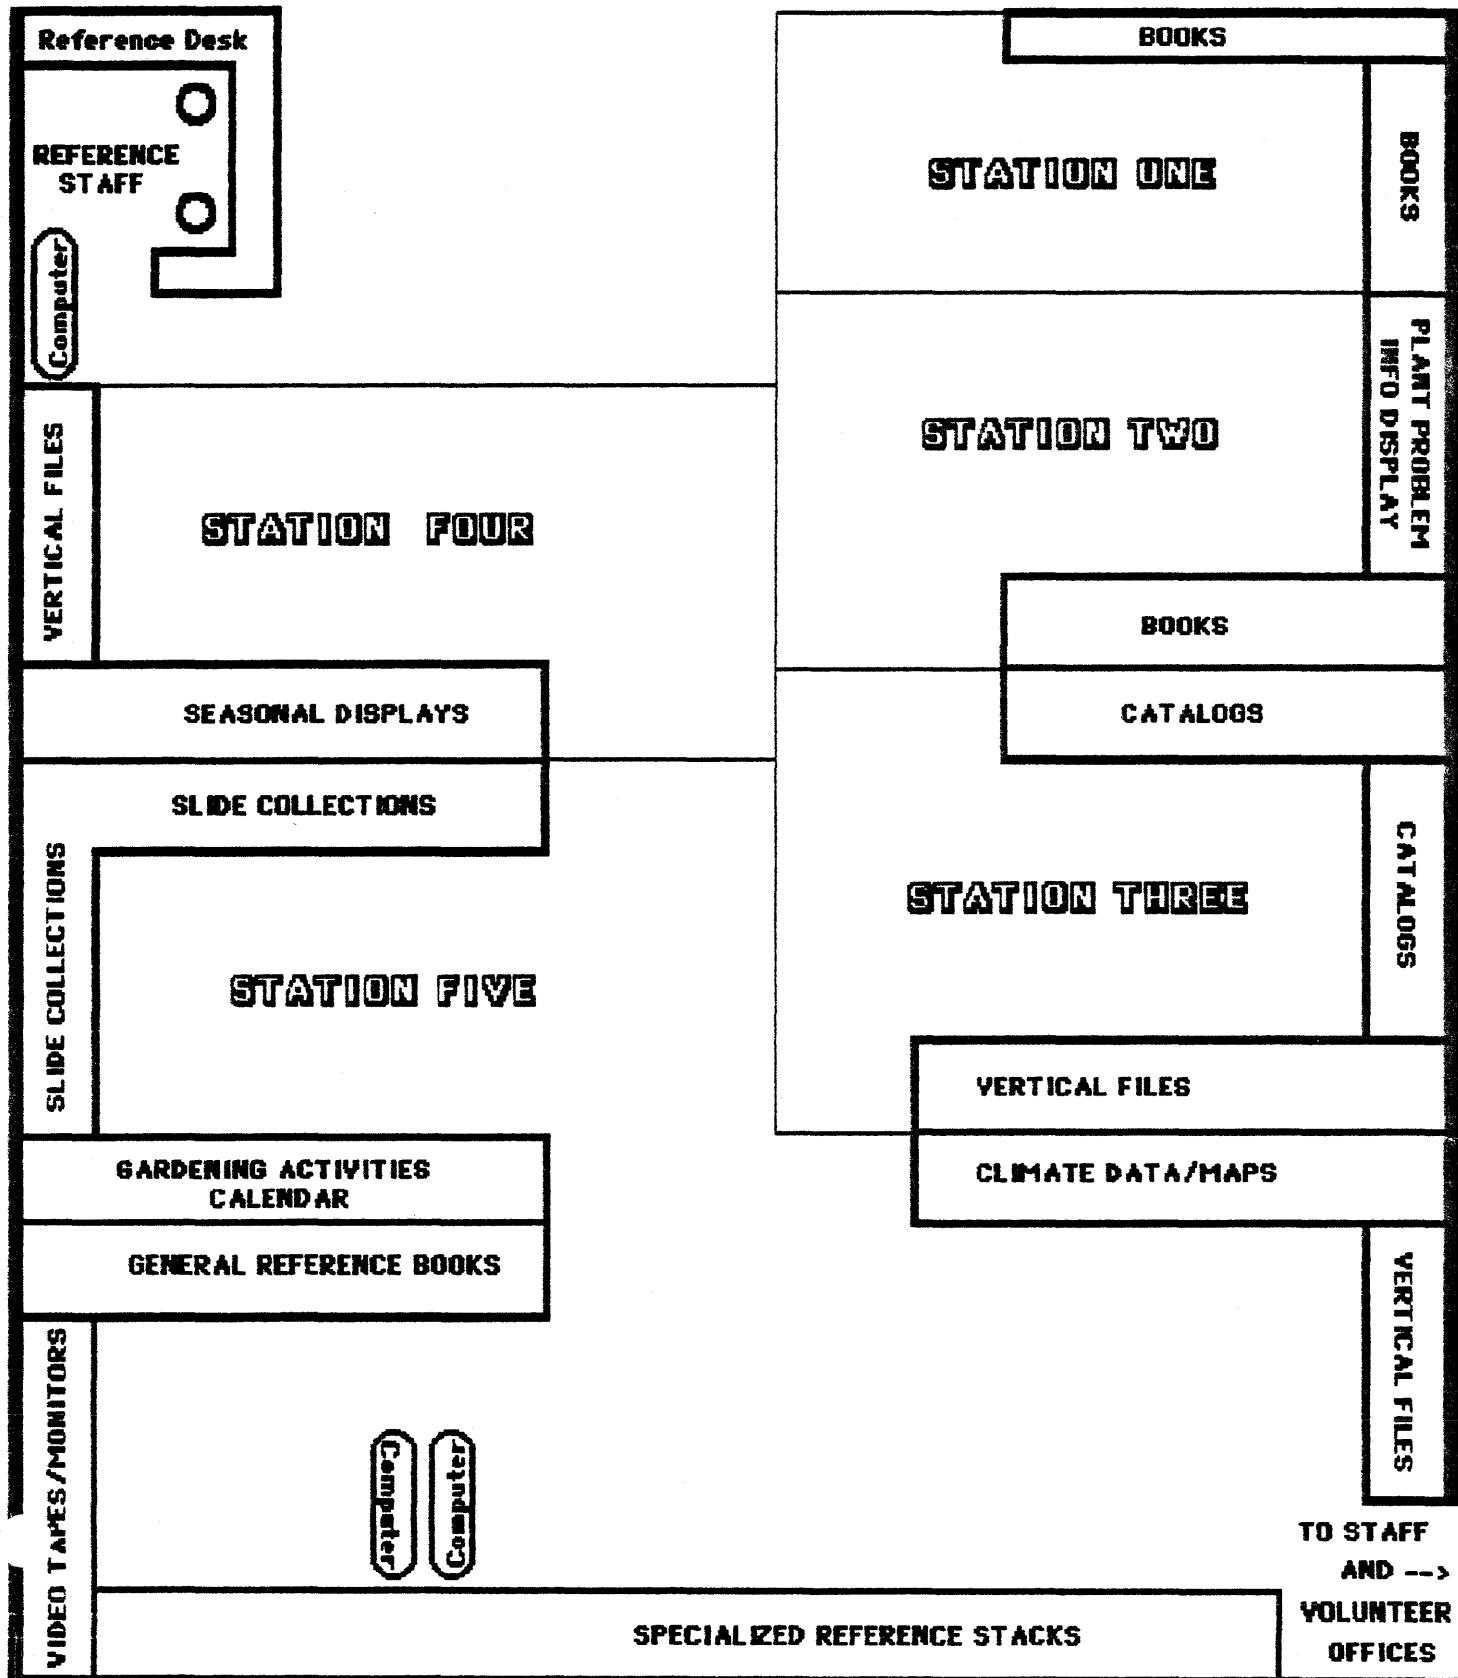 Reference Desk
REFERENCE
STAFF
Computer
BOOKS
BOOKS
STATION ONE
PLANT PROBLEM
INFO DISPLAY
STATION TWO
BOOKS
VERTICAL FILES
STATION FOUR
SEASONAL DISPLAYS
CATALOGS
SLIDE COLLECTIONS
SLIDE COLLECTIONS
STATION THREE
CATALOGS
STATION FIVE
VERTICAL FILES
GARDENING ACTIVITIES
CALENDAR
CLIMATE DATA/MAPS
GENERAL REFERENCE BOOKS
VERTICAL FILES
VIDEO TAPES/MONITORS
Computer
Computer
TO STAFF
AND -->
VOLUNTEER
OFFICES
SPECIALIZED REFERENCE STACKS